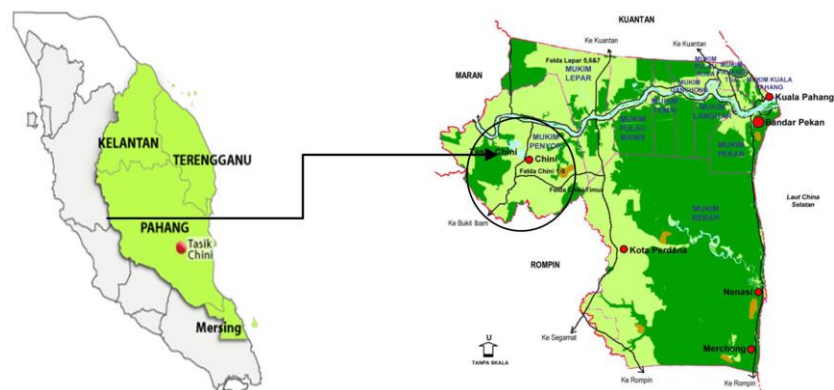 KELANTAN
TERENGGANU
PAHANG
Tasik
Chini
Mersing
KUANTAN
Ke Kuantan
Ke Kuantan
Felda Lepar 5,6&7
MUKIM
LEPAR
MARAN
MUKIM KUALA
PAHANG
Kuala Pahang
Bandar Pekan
MUKIM
LANGGAR
MUKIM
PULAU
MANIS
MUKIM
PENYOR
Tasik Chini
Chini
Felda Chini 1-8
MUKIM
PEKAN
Felda Chini Timur
Laut China
Selatan
MUKIM
BEBAR
Ke Bukit Ibam
ROMPIN
Kota Perdana
Nenasi
Ke Segamat
U
TANPA SKALA
Merchong
Ke Rompin
Ke Rompin